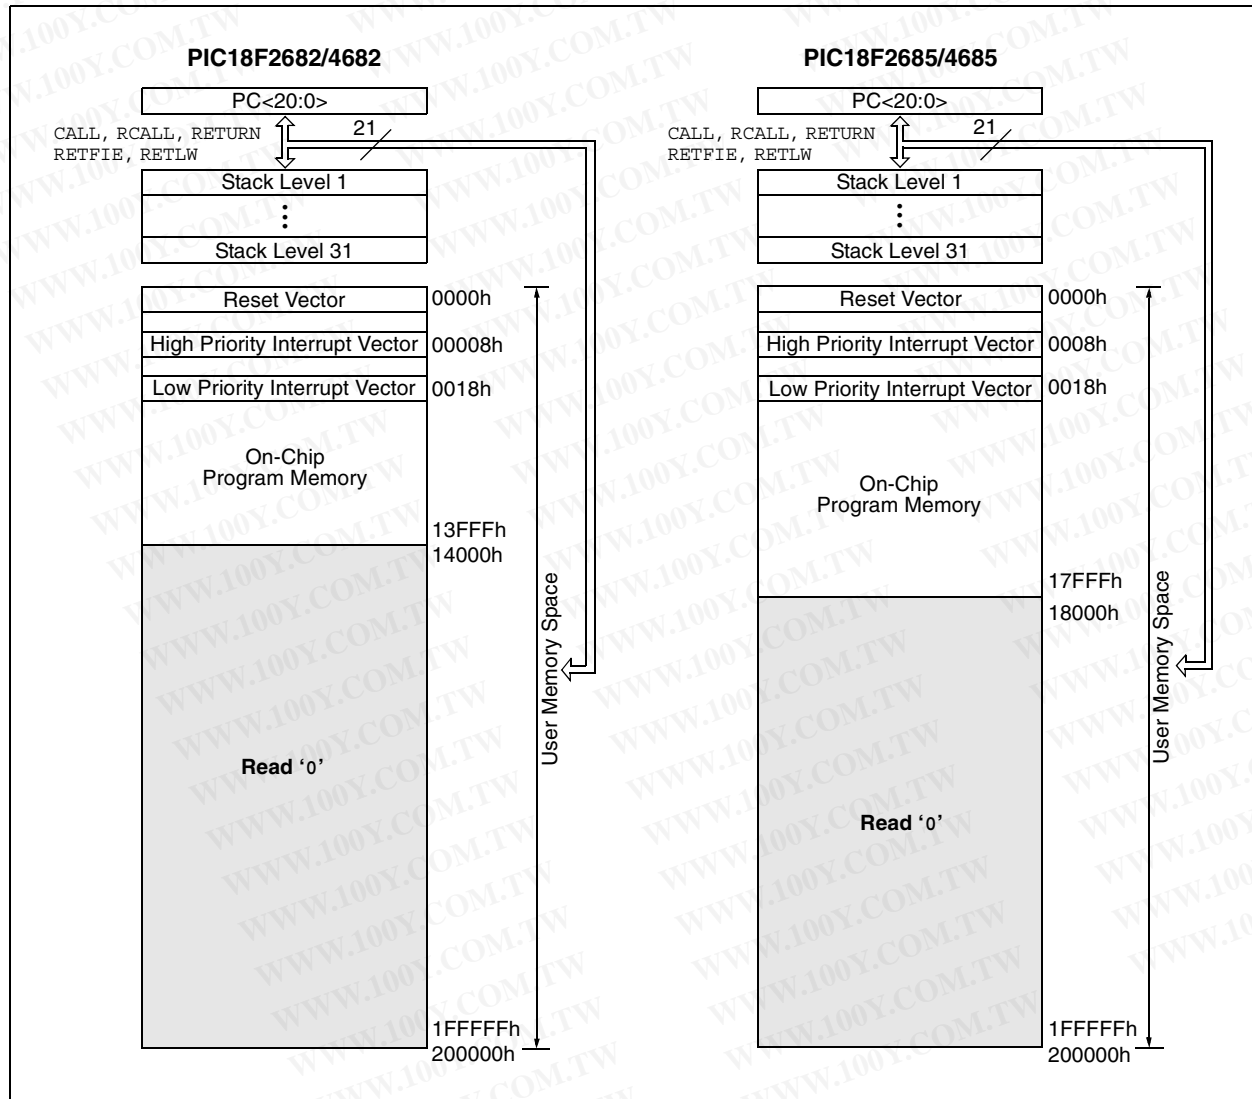 PIC18F2682/4682
PC<20:0>
CALL, RCALL, RETURN
RETFIE, RETLW
21
Stack Level 1
Stack Level 31
Reset Vector
0000h
High Priority Interrupt Vector
00008h
Low Priority Interrupt Vector
0018h
On-Chip
Program Memory
13FFFh
14000h
Read ‘0’
User Memory Space
1FFFFFh
200000h
PIC18F2685/4685
PC<20:0>
CALL, RCALL, RETURN
RETFIE, RETLW
21
Stack Level 1
Stack Level 31
Reset Vector
0000h
High Priority Interrupt Vector
0008h
Low Priority Interrupt Vector
0018h
On-Chip
Program Memory
17FFFh
18000h
Read ‘0’
User Memory Space
1FFFFFh
200000h
WWW.100Y.COM.TW